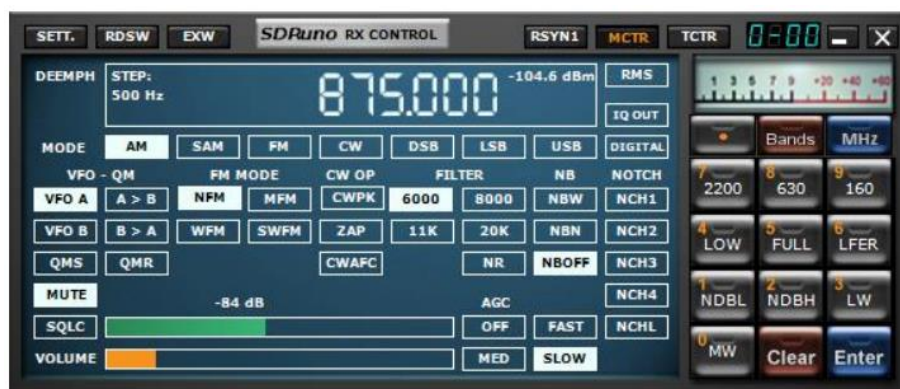 SETT. RDSW EXW SDRuno RX CONTROL RSYN1 MCTR TCTR 0-00
DEEMPH STEP: 875.000 -104.6 dBm RMS
500 Hz
IQ OUT
1 3 5 7 9 +20 +40 +60
MODE AM SAM FM CW DSB LSB USB DIGITAL
Bands MHz
VFO - QM FM MODE CW OP FILTER NB NOTCH
VFO A A > B NFM MFM CWPK 6000 8000 NBW NCH1
7 2200 8 630 9 160
VFO B B > A WFM SWFM ZAP 11K 20K NBN NCH2
4 LOW 5 FULL 6 LFER
QMS QMR CWAFC NR NBOFF NCH3
MUTE -84 dB AGC NCH4
1 NDBL 2 NDBH 3 LW
SQLC OFF FAST NCHL
VOLUME MED SLOW
0 MW Clear Enter